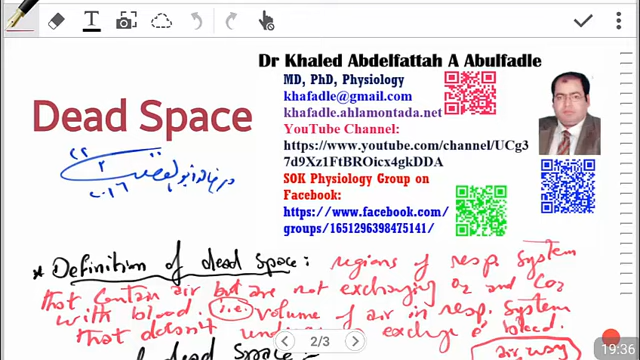 Dr Khaled Abdelfattah A Abulfadle
MD, PhD, Physiology
khafadle@gmail.com
khafadle.ahlamontada.net/
YouTube Channel:
https://www.youtube.com/channel/UCg3
7d9Xz1FtBROicx4gkDDA
SOK Physiology Group on
Facebook:
https://www.facebook.com/
groups/1651296398475141/
Dead Space
* Definition of dead space: regions of resp. system
that contain air but are not exchanging O2 and CO2
with blood. i.e. volume of air in resp. System
that doesn't exchange blood.
dead space:
air way
2/3
19:36